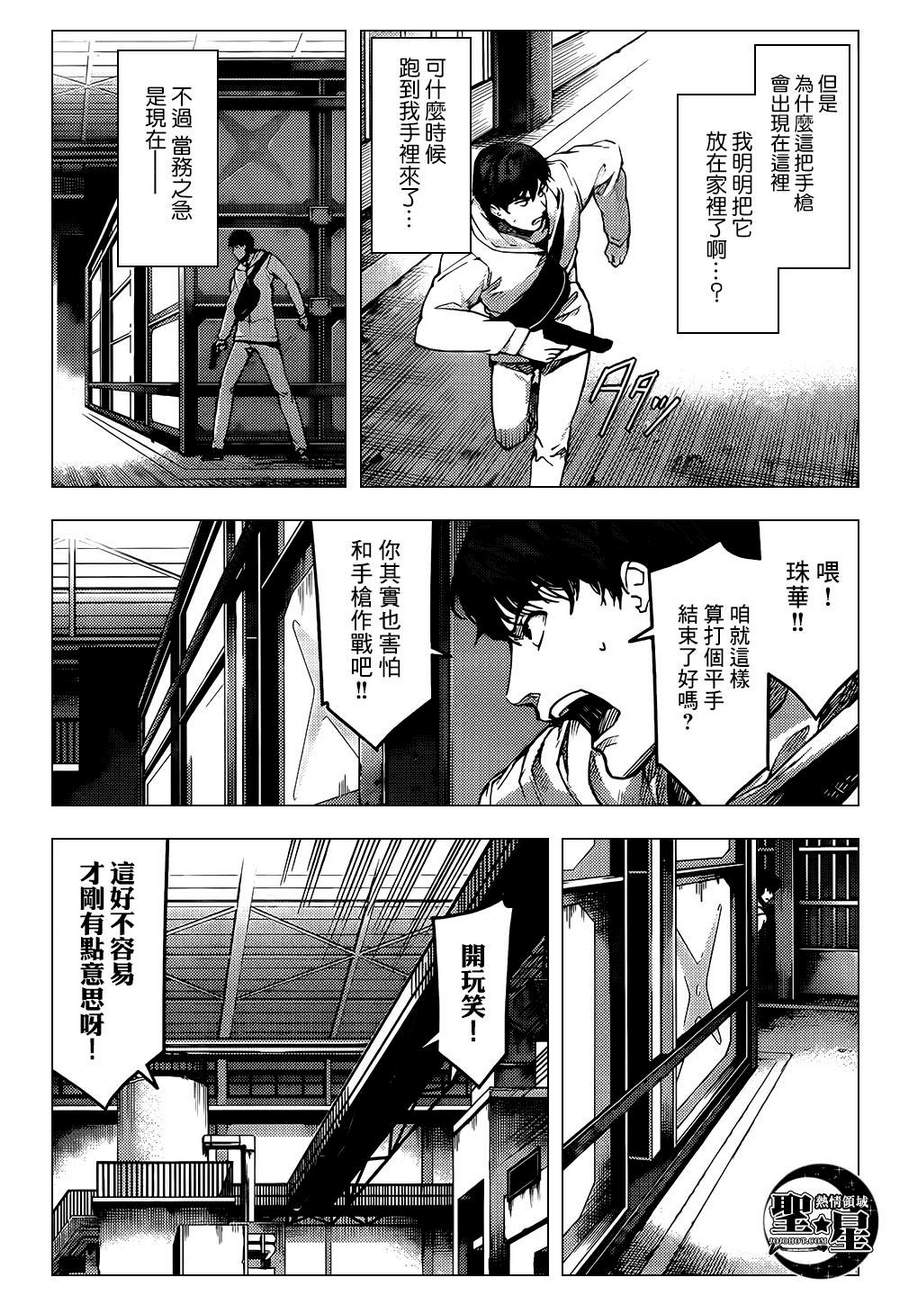 但是
為什麼這把手槍
會出現在這裡
我明明把它
放在家裡了啊…?
可什麼時候
跑到我手裡來了…
タタッ
不過 當務之急
是現在——
喂!
珠華!!
咱就這樣
算打個平手
結束了好嗎?
你其實也害怕
和手槍作戰吧!!
開玩笑!
這好不容易
才剛有點意思呀!
熱情領域
聖★星
JOJOHOT.COM